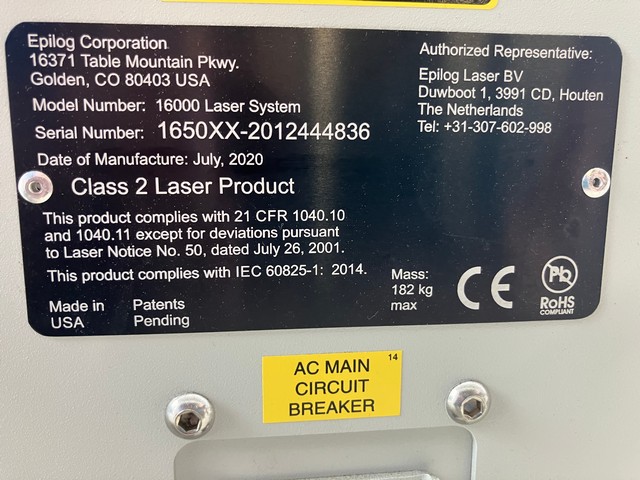 Epilog Corporation
16371 Table Mountain Pkwy.
Golden, CO 80403 USA
Model Number: 16000 Laser System
Serial Number: 1650XX-2012444836
Date of Manufacture: July, 2020
Class 2 Laser Product
This product complies with 21 CFR 1040.10
and 1040.11 except for deviations pursuant
to Laser Notice No. 50, dated July 26, 2001.
This product complies with IEC 60825-1: 2014.
Made in
USA
Patents
Pending
Authorized Representative:
Epilog Laser BV
Duwboot 1, 3991 CD, Houten
The Netherlands
Tel: +31-307-602-998
Mass:
182 kg
max
CE
Pb
RoHS
COMPLIANT
14
AC MAIN
CIRCUIT
BREAKER